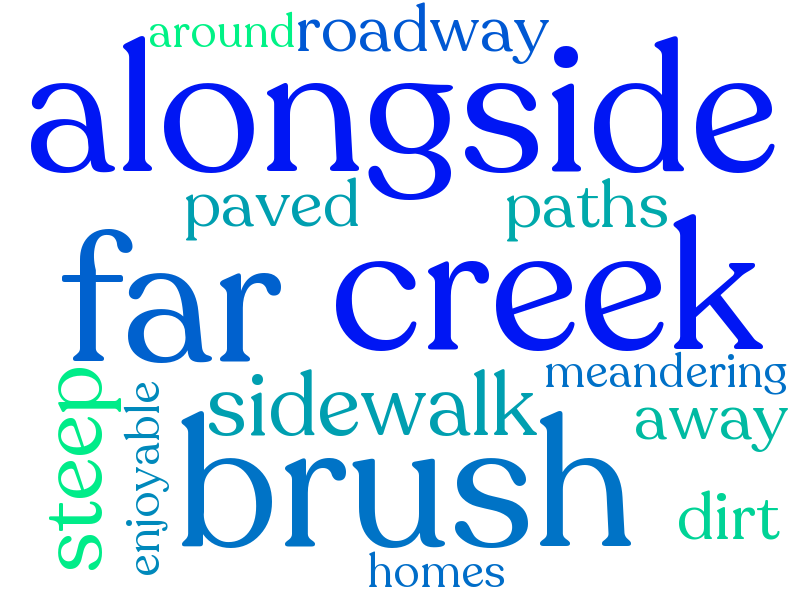 around roadway
alongside
paved paths
far creek
meandering
steep enjoyable sidewalk away
brush dirt
homes